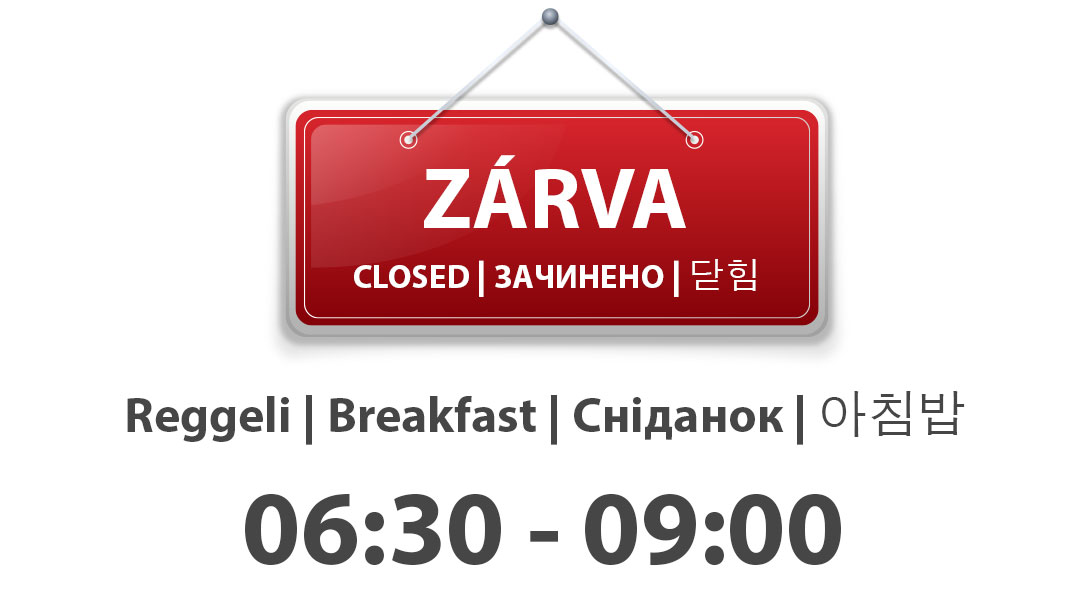 ZÁRVA
CLOSED | ЗАЧИНЕНО | 닫힘
Reggeli | Breakfast | Сніданок | 아침밥
06:30 - 09:00